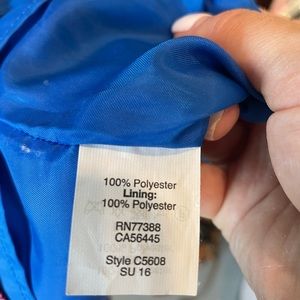 100% Polyester
Lining:
100% Polyester
RN77388
CA56445
Style C5608
SU 16